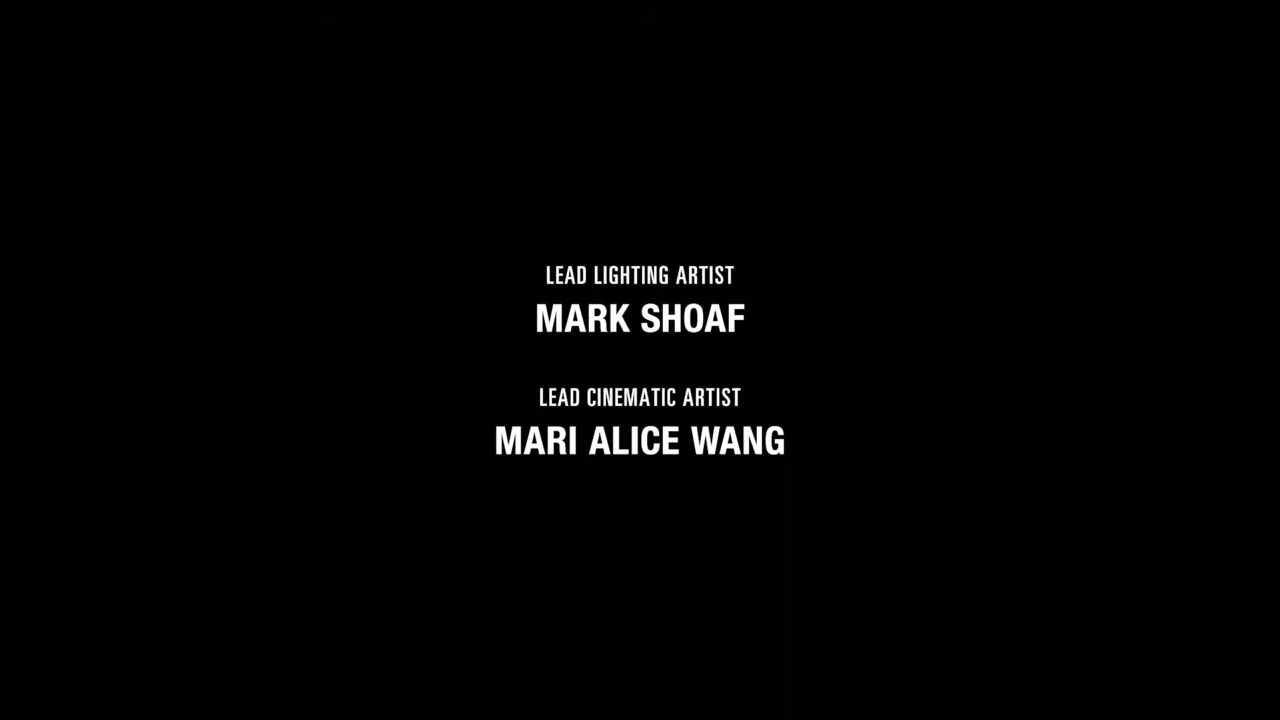 LEAD LIGHTING ARTIST
MARK SHOAF
LEAD CINEMATIC ARTIST
MARI ALICE WANG